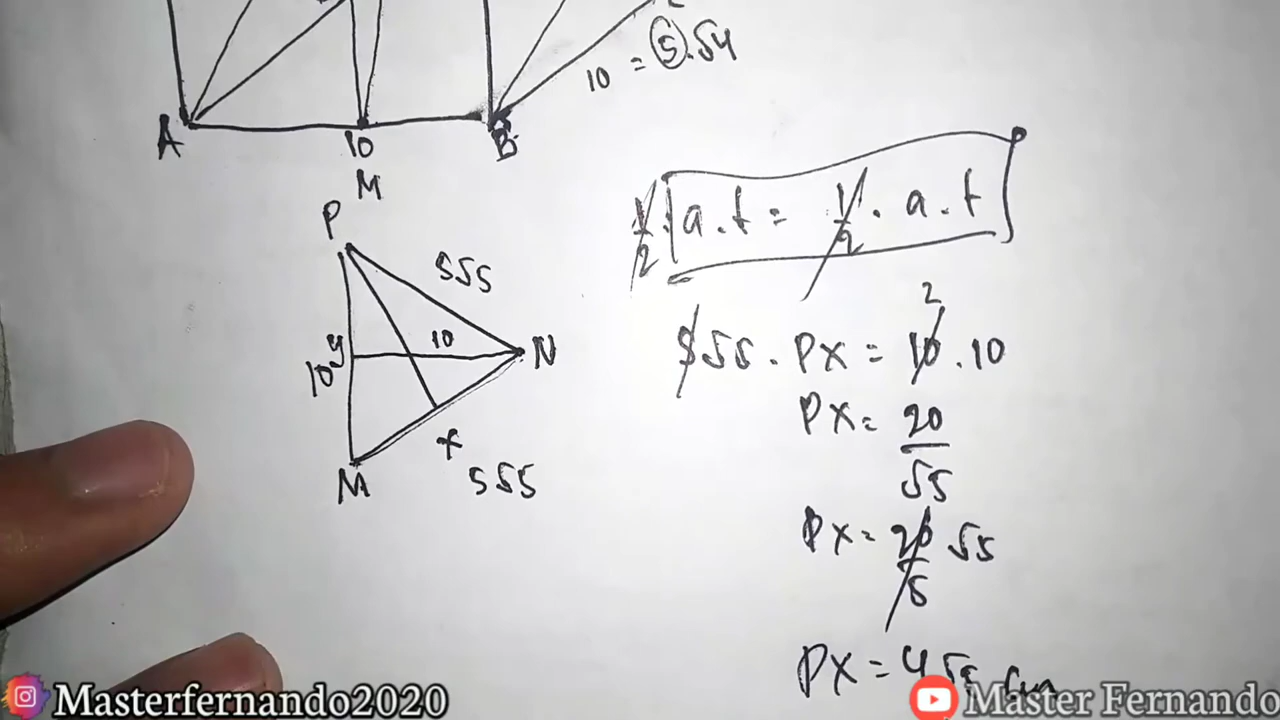 10 = 5.√4
A
10
B
M
P
½. a.t = ½. a.t
5√5
2
10
N
5√5. PX = 10.10
y
10
PX = 20/√5
X
M
5√5
PX = 20/5 √5
PX = 4√5 cm
Masterfernando2020
Master Fernando